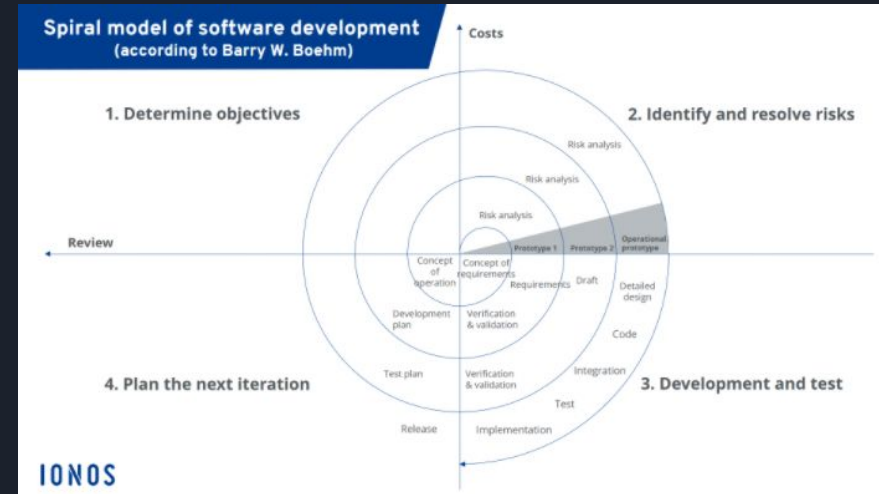 Spiral model of software development
(according to Barry W. Boehm)
Costs
1. Determine objectives
2. Identify and resolve risks
Risk analysis
Risk analysis
Risk analysis
Review
Prototype 1
Prototype 2
Operational
prototype
Concept
of
operation
Concept of
requirements
Requirements
Draft
Detailed
design
Development
plan
Verification
& validation
Code
Test plan
Verification
& validation
Integration
4. Plan the next iteration
3. Development and test
Test
Release
Implementation
IONOS